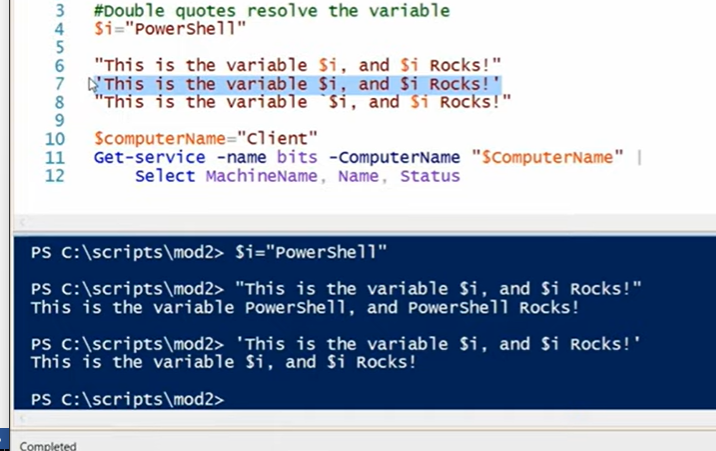 3 #Double quotes resolve the variable
4 $i="PowerShell"
5
6 "This is the variable $i, and $i Rocks!"
7 'This is the variable $i, and $i Rocks!'
8 "This is the variable `$i, and $i Rocks!"
9
10 $computerName="Client"
11 Get-service -name bits -ComputerName "$ComputerName" |
12 Select MachineName, Name, Status
PS C:\scripts\mod2> $i="PowerShell"
PS C:\scripts\mod2> "This is the variable $i, and $i Rocks!"
This is the variable PowerShell, and PowerShell Rocks!
PS C:\scripts\mod2> 'This is the variable $i, and $i Rocks!'
This is the variable $i, and $i Rocks!
PS C:\scripts\mod2>
Completed